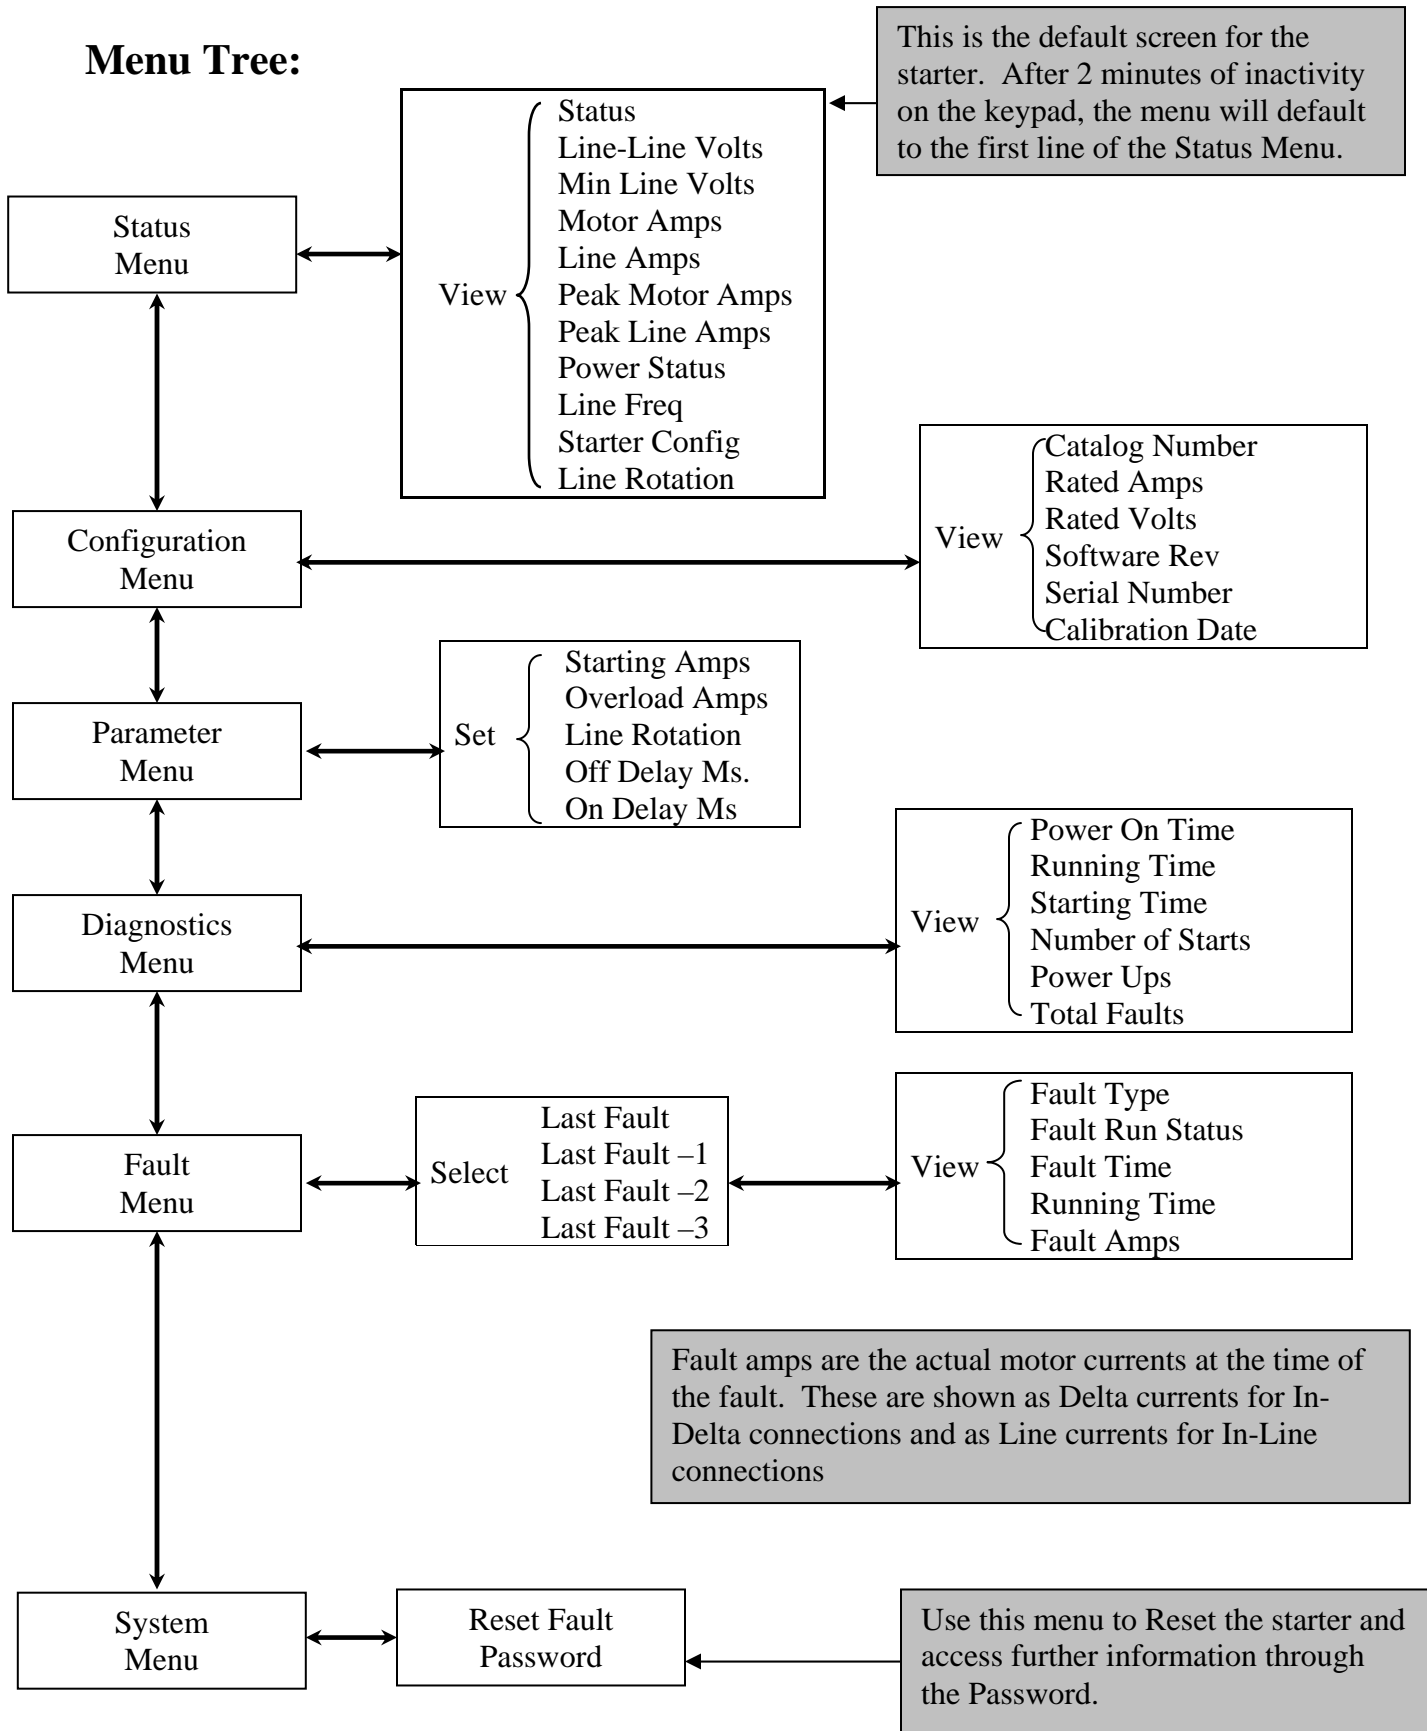 Menu Tree:
This is the default screen for the
starter.  After 2 minutes of inactivity
on the keypad, the menu will default
to the first line of the Status Menu.
Status
Menu
View
Status
Line-Line Volts
Min Line Volts
Motor Amps
Line Amps
Peak Motor Amps
Peak Line Amps
Power Status
Line Freq
Starter Config
Line Rotation
Configuration
Menu
View
Catalog Number
Rated Amps
Rated Volts
Software Rev
Serial Number
Calibration Date
Parameter
Menu
Set
Starting Amps
Overload Amps
Line Rotation
Off Delay Ms.
On Delay Ms
Diagnostics
Menu
View
Power On Time
Running Time
Starting Time
Number of Starts
Power Ups
Total Faults
Fault
Menu
Select
Last Fault
Last Fault –1
Last Fault –2
Last Fault –3
View
Fault Type
Fault Run Status
Fault Time
Running Time
Fault Amps
Fault amps are the actual motor currents at the time of
the fault.  These are shown as Delta currents for In-
Delta connections and as Line currents for In-Line
connections
System
Menu
Reset Fault
Password
Use this menu to Reset the starter and
access further information through
the Password.